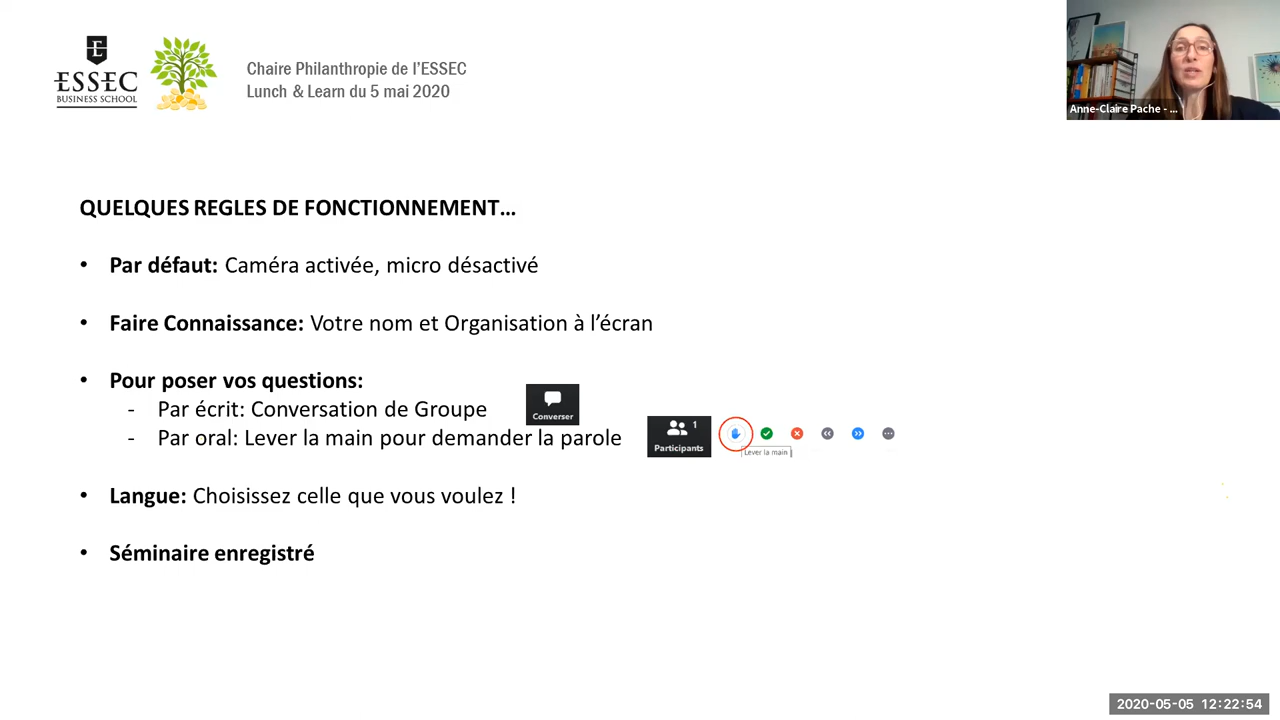 ESSEC
BUSINESS SCHOOL
Chaire Philanthropie de l'ESSEC
Lunch & Learn du 5 mai 2020
Anne-Claire Pache - ...
QUELQUES REGLES DE FONCTIONNEMENT…
• Par défaut: Caméra activée, micro désactivé
• Faire Connaissance: Votre nom et Organisation à l’écran
• Pour poser vos questions:
- Par écrit: Conversation de Groupe
Converser
- Par oral: Lever la main pour demander la parole
1
Participants
Lever la main
• Langue: Choisissez celle que vous voulez !
• Séminaire enregistré
2020-05-05 12:22:54